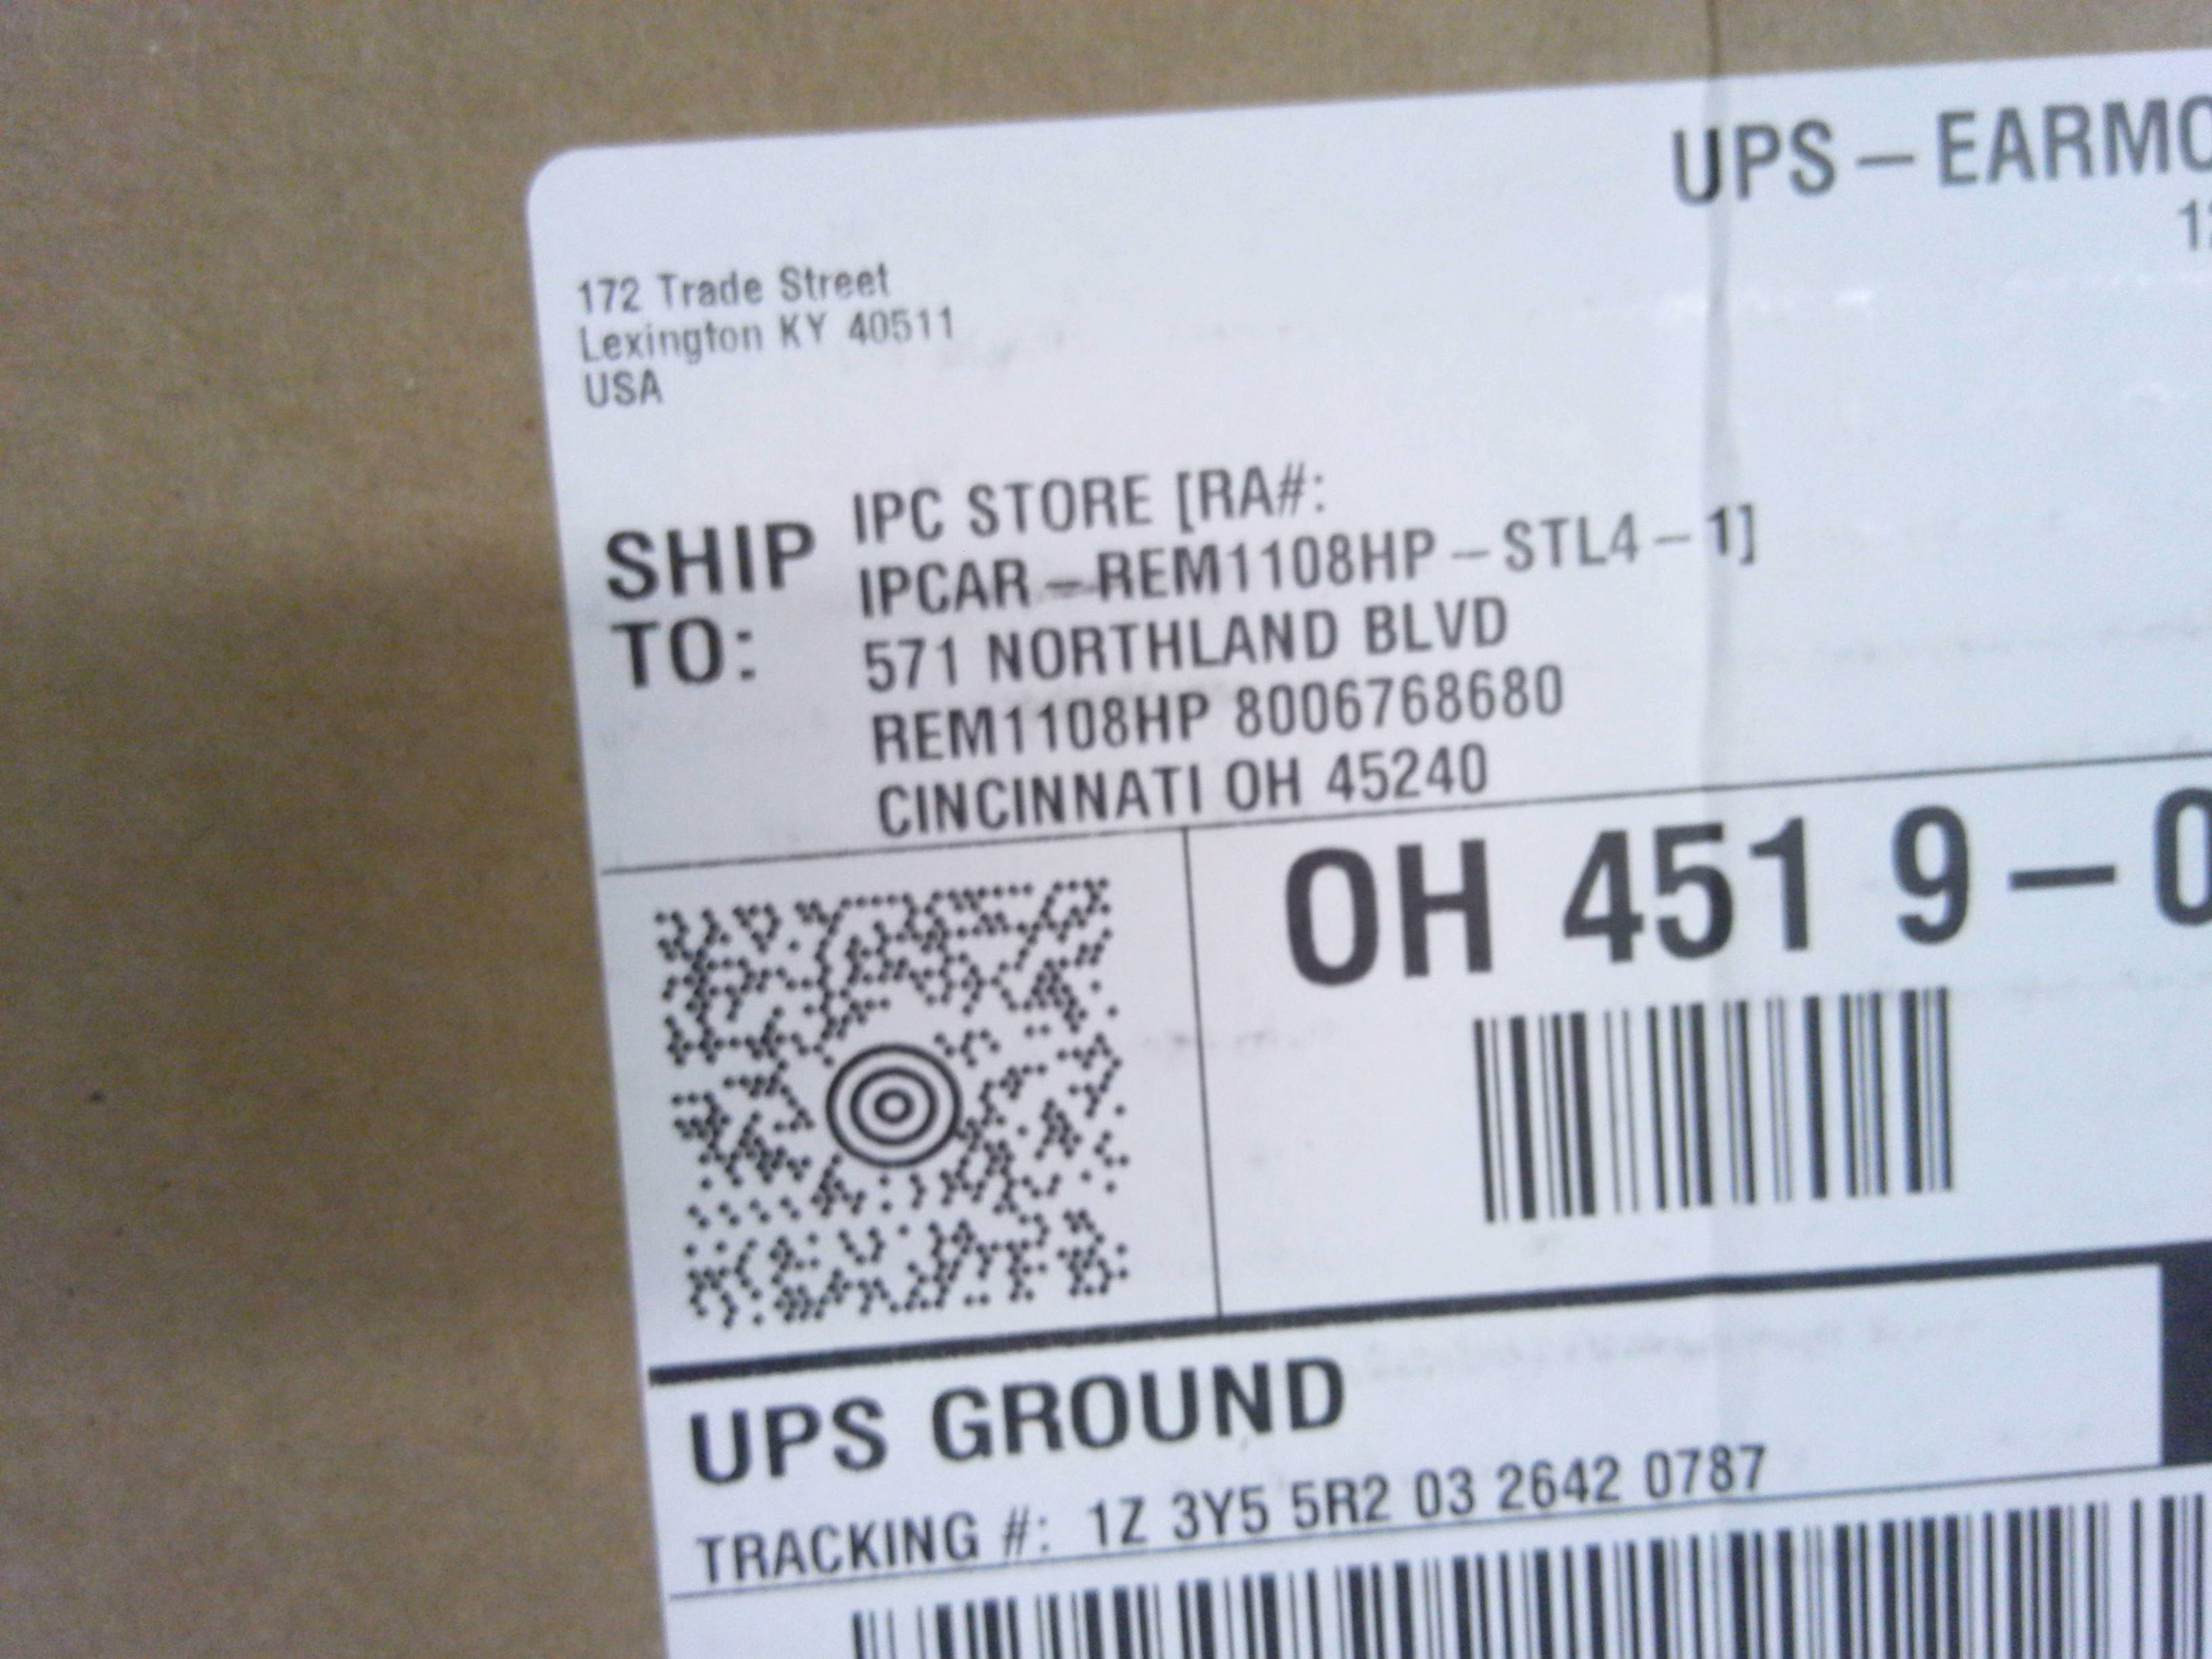 UPS – EARMO
12
172 Trade Street
Lexington KY 40511
USA
SHIP TO:
IPC STORE [RA#:
IPCAR – REM1108HP – STL4 – 1]
571 NORTHLAND BLVD
REM1108HP 8006768680
CINCINNATI OH 45240
OH 451 9 – 0
UPS GROUND
TRACKING #: 1Z 3Y5 5R2 03 2642 0787